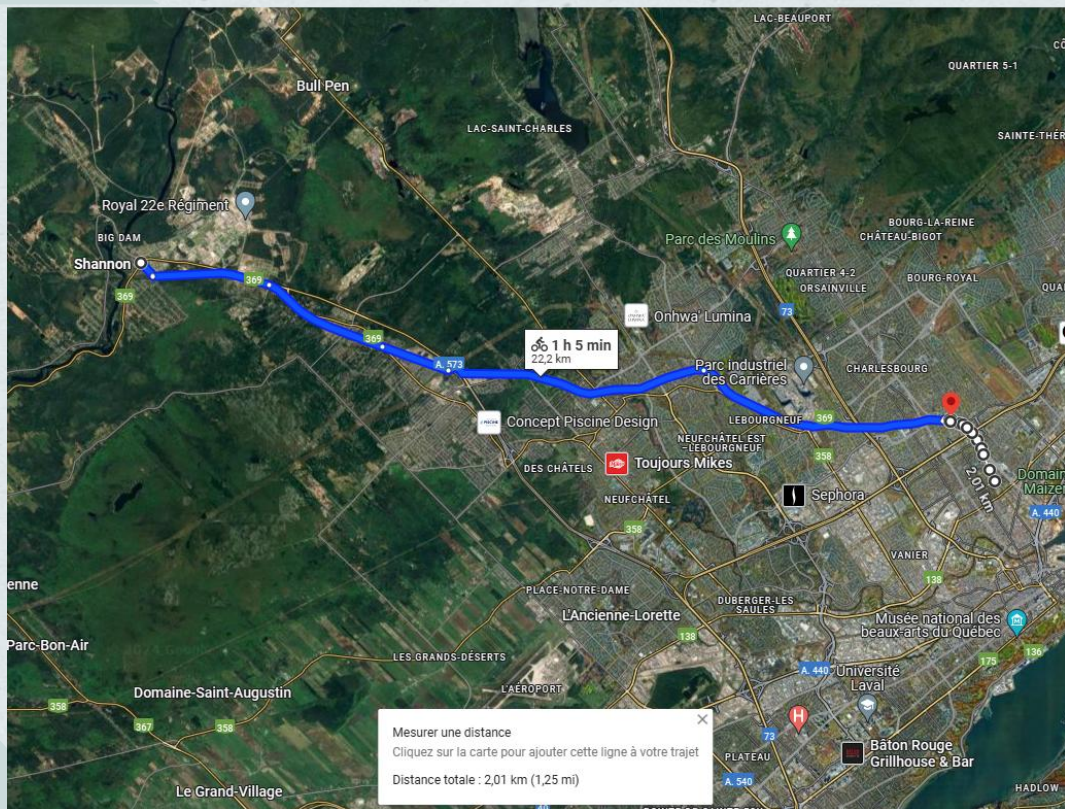 LAC-BEAUPORT
QUARTIER 5-1
Bull Pen
LAC-SAINT-CHARLES
SAINTE-THÉR
Royal 22e Régiment
BIG DAM
Shannon
369
369
369
A. 573
BOURG-LA-REINE
CHÂTEAU-BIGOT
Parc des Moulins
QUARTIER 4-2
ORSAINVILLE
BOURG-ROYAL
QUA
73
Onhwa' Lumina
1 h 5 min
22,2 km
Parc industriel
des Carrières
CHARLESBOURG
LEBOURGNEUF
369
Concept Piscine Design
NEUFCHÂTEL EST
-LEBOURGNEUF
358
DES CHÂTELS
Toujours Mikes
NEUFCHÂTEL
Sephora
2,01 km
Domain
Maizer
A. 440
358
VANIER
138
enne
PLACE-NOTRE-DAME
DUBERGER-LES
SAULES
L'Ancienne-Lorette
138
Musée national des
beaux-arts du Québec
136
175
Parc-Bon-Air
LES GRANDS-DÉSERTS
A. 440
Université
Laval
L'AÉROPORT
Domaine-Saint-Augustin
358
367
358
H
73
PLATEAU
Bâton Rouge
Grillhouse & Bar
A. 540
Le Grand-Village
HADLOW
Mesurer une distance
Cliquez sur la carte pour ajouter cette ligne à votre trajet
Distance totale : 2,01 km (1,25 mi)